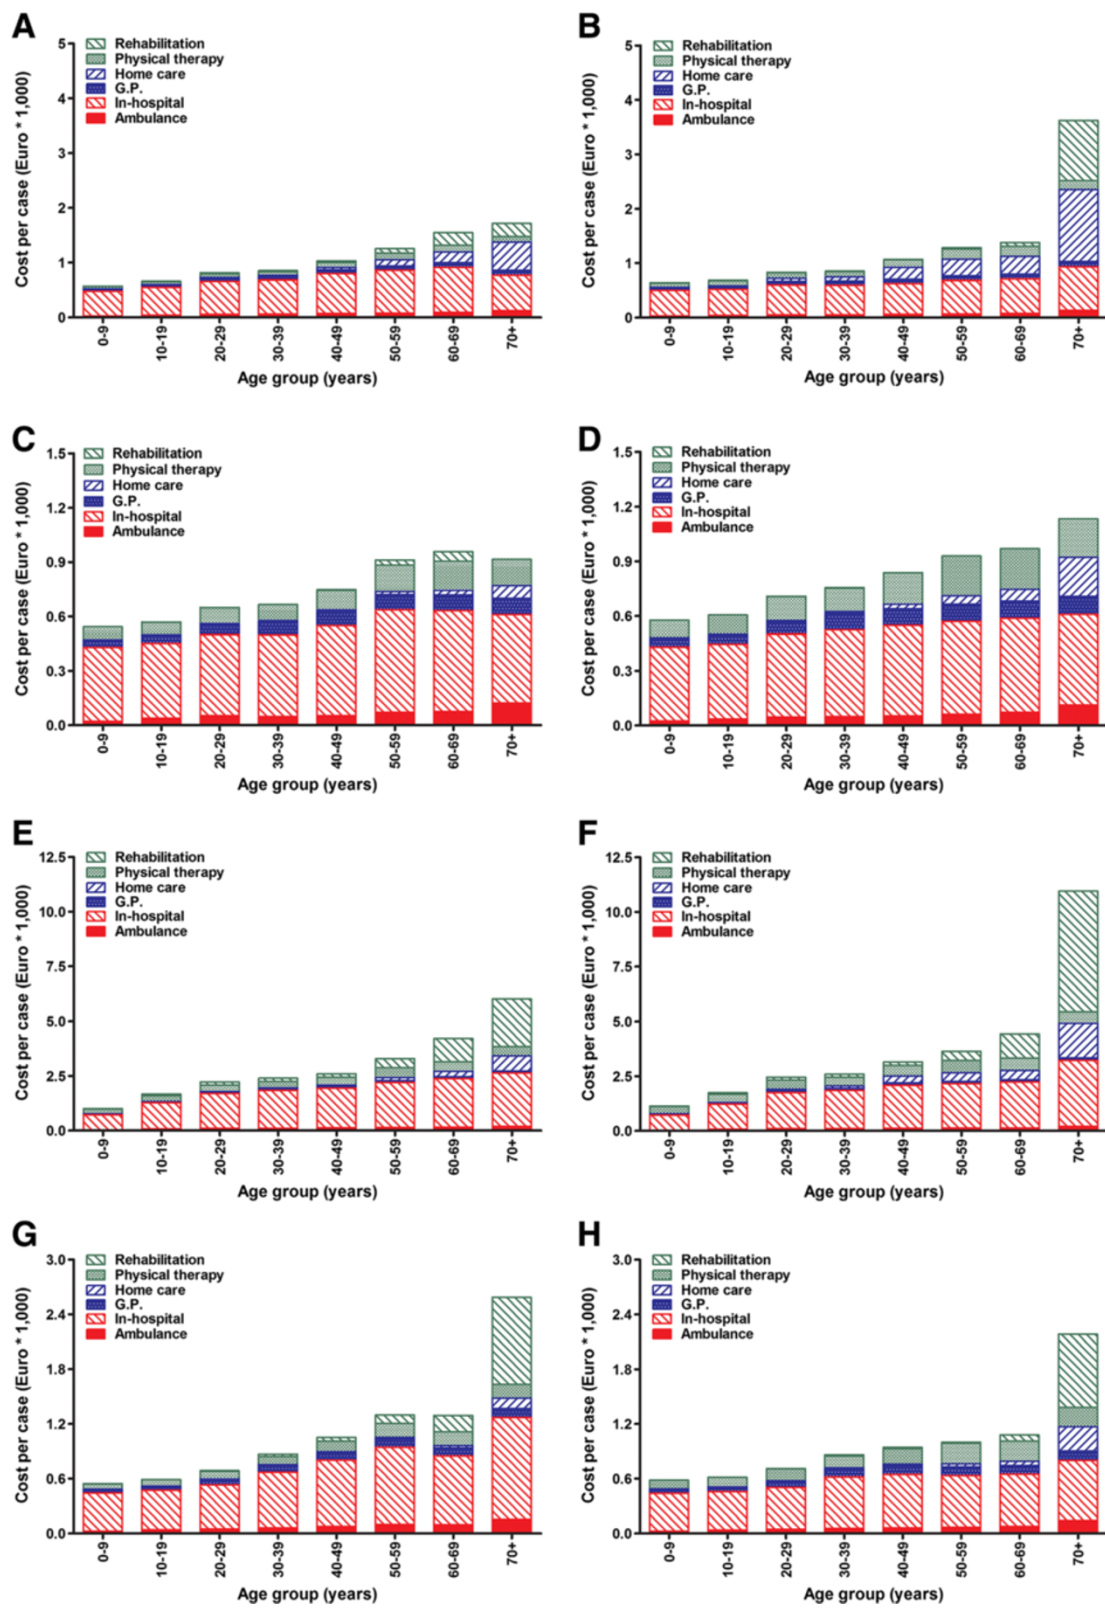 A
Cost per case (Euro * 1,000)
5
4
3
2
1
0
Rehabilitation
Physical therapy
Home care
G.P.
In-hospital
Ambulance
0-9
10-19
20-29
30-39
40-49
50-59
60-69
70+
Age group (years)
B
Cost per case (Euro * 1,000)
5
4
3
2
1
0
Rehabilitation
Physical therapy
Home care
G.P.
In-hospital
Ambulance
0-9
10-19
20-29
30-39
40-49
50-59
60-69
70+
Age group (years)
C
Cost per case (Euro * 1,000)
1.5
1.2
0.9
0.6
0.3
0.0
Rehabilitation
Physical therapy
Home care
G.P.
In-hospital
Ambulance
0-9
10-19
20-29
30-39
40-49
50-59
60-69
70+
Age group (years)
D
Cost per case (Euro * 1,000)
1.5
1.2
0.9
0.6
0.3
0.0
Rehabilitation
Physical therapy
Home care
G.P.
In-hospital
Ambulance
0-9
10-19
20-29
30-39
40-49
50-59
60-69
70+
Age group (years)
E
Cost per case (Euro * 1,000)
12.5
10.0
7.5
5.0
2.5
0.0
Rehabilitation
Physical therapy
Home care
G.P.
In-hospital
Ambulance
0-9
10-19
20-29
30-39
40-49
50-59
60-69
70+
Age group (years)
F
Cost per case (Euro * 1,000)
12.5
10.0
7.5
5.0
2.5
0.0
Rehabilitation
Physical therapy
Home care
G.P.
In-hospital
Ambulance
0-9
10-19
20-29
30-39
40-49
50-59
60-69
70+
Age group (years)
G
Cost per case (Euro * 1,000)
3.0
2.4
1.8
1.2
0.6
0.0
Rehabilitation
Physical therapy
Home care
G.P.
In-hospital
Ambulance
0-9
10-19
20-29
30-39
40-49
50-59
60-69
70+
Age group (years)
H
Cost per case (Euro * 1,000)
3.0
2.4
1.8
1.2
0.6
0.0
Rehabilitation
Physical therapy
Home care
G.P.
In-hospital
Ambulance
0-9
10-19
20-29
30-39
40-49
50-59
60-69
70+
Age group (years)